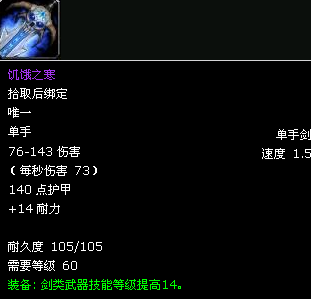 饥饿之寒
拾取后绑定
唯一
单手 单手剑
76-143 伤害 速度 1.5
(每秒伤害 73)
140 点护甲
+14 耐力
耐久度 105/105
需要等级 60
装备: 剑类武器技能等级提高14。